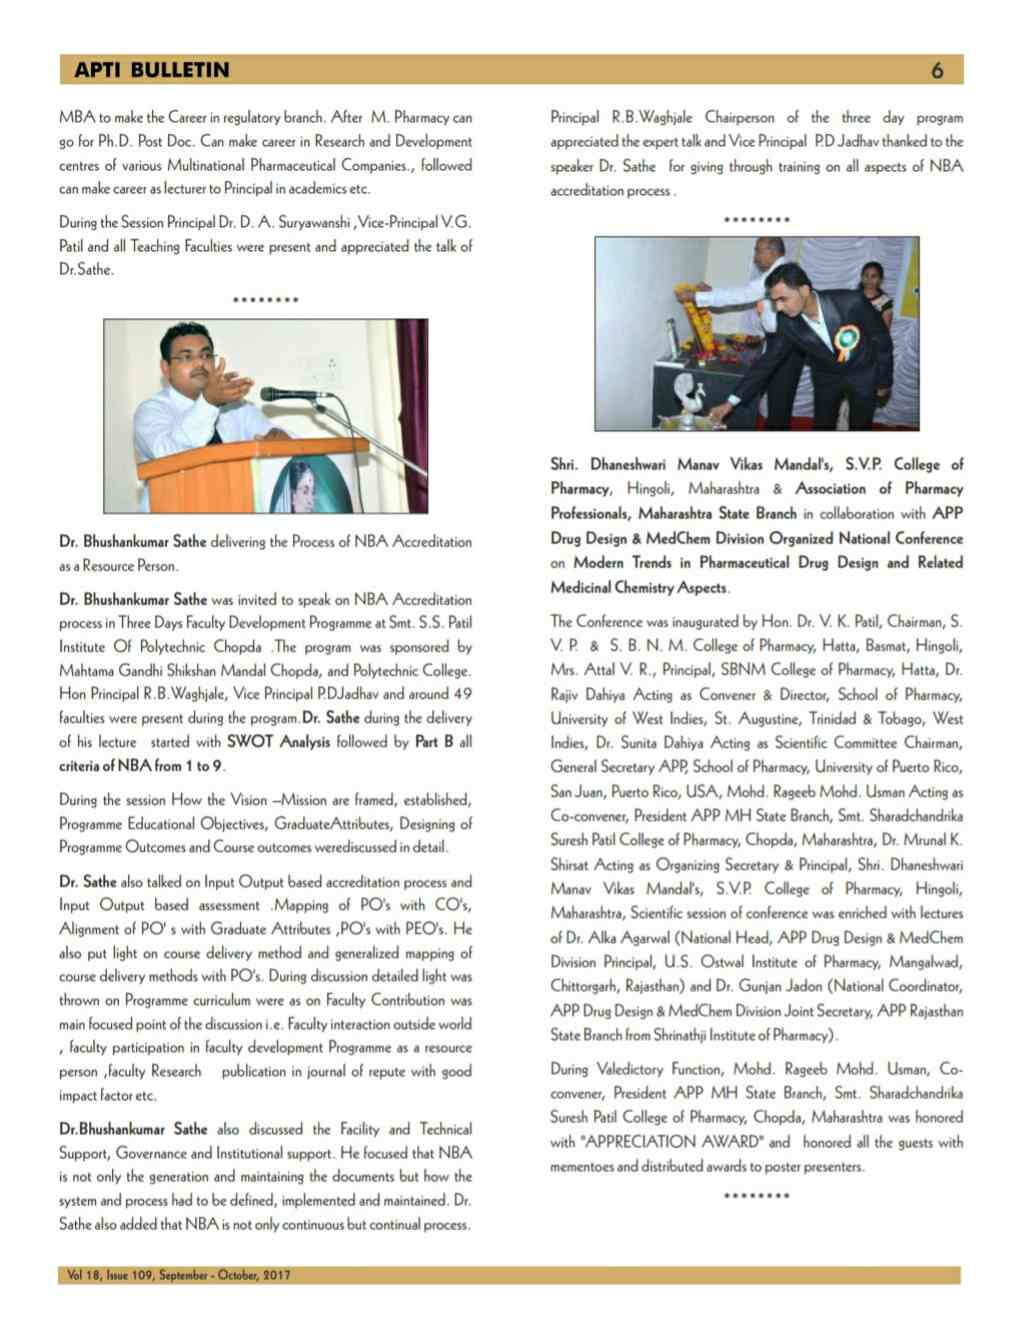 APTI BULLETIN 6
MBA to make the Career in regulatory branch. After M. Pharmacy can
go for Ph.D. Post Doc. Can make career in Research and Development
centres of various Multinational Pharmaceutical Companies., followed
can make career as lecturer to Principal in academics etc.
During the Session Principal Dr. D. A. Suryawanshi ,Vice-Principal V.G.
Patil and all Teaching Faculties were present and appreciated the talk of
Dr.Sathe.
********
Dr. Bhushankumar Sathe delivering the Process of NBA Accreditation
as a Resource Person.
Dr. Bhushankumar Sathe was invited to speak on NBA Accreditation
process in Three Days Faculty Development Programme at Smt. S.S. Patil
Institute Of Polytechnic Chopda .The program was sponsored by
Mahtama Gandhi Shikshan Mandal Chopda, and Polytechnic College.
Hon Principal R.B.Waghjale, Vice Principal P.DJadhav and around 49
faculties were present during the program.Dr. Sathe during the delivery
of his lecture started with SWOT Analysis followed by Part B all
criteria of NBA from 1 to 9.
During the session How the Vision –Mission are framed, established,
Programme Educational Objectives, GraduateAttributes, Designing of
Programme Outcomes and Course outcomes werediscussed in detail.
Dr. Sathe also talked on Input Output based accreditation process and
Input Output based assessment .Mapping of PO's with CO's,
Alignment of PO' s with Graduate Attributes ,PO's with PEO's. He
also put light on course delivery method and generalized mapping of
course delivery methods with PO's. During discussion detailed light was
thrown on Programme curriculum were as on Faculty Contribution was
main focused point of the discussion i.e. Faculty interaction outside world
, faculty participation in faculty development Programme as a resource
person ,faculty Research publication in journal of repute with good
impact factor etc.
Dr.Bhushankumar Sathe also discussed the Facility and Technical
Support, Governance and Institutional support. He focused that NBA
is not only the generation and maintaining the documents but how the
system and process had to be defined, implemented and maintained. Dr.
Sathe also added that NBA is not only continuous but continual process.
Principal R.B.Waghjale Chairperson of the three day program
appreciated the expert talk and Vice Principal P.D Jadhav thanked to the
speaker Dr. Sathe for giving through training on all aspects of NBA
accreditation process .
********
Shri. Dhaneshwari Manav Vikas Mandal's, S.V.P. College of
Pharmacy, Hingoli, Maharashtra & Association of Pharmacy
Professionals, Maharashtra State Branch in collaboration with APP
Drug Design & MedChem Division Organized National Conference
on Modern Trends in Pharmaceutical Drug Design and Related
Medicinal Chemistry Aspects.
The Conference was inaugurated by Hon. Dr. V. K. Patil, Chairman, S.
V. P. & S. B. N. M. College of Pharmacy, Hatta, Basmat, Hingoli,
Mrs. Attal V. R., Principal, SBNM College of Pharmacy, Hatta, Dr.
Rajiv Dahiya Acting as Convener & Director, School of Pharmacy,
University of West Indies, St. Augustine, Trinidad & Tobago, West
Indies, Dr. Sunita Dahiya Acting as Scientific Committee Chairman,
General Secretary APP, School of Pharmacy, University of Puerto Rico,
San Juan, Puerto Rico, USA, Mohd. Rageeb Mohd. Usman Acting as
Co-convener, President APP MH State Branch, Smt. Sharadchandrika
Suresh Patil College of Pharmacy, Chopda, Maharashtra, Dr. Mrunal K.
Shirsat Acting as Organizing Secretary & Principal, Shri. Dhaneshwari
Manav Vikas Mandal's, S.V.P. College of Pharmacy, Hingoli,
Maharashtra, Scientific session of conference was enriched with lectures
of Dr. Alka Agarwal (National Head, APP Drug Design & MedChem
Division Principal, U.S. Ostwal Institute of Pharmacy, Mangalwad,
Chittorgarh, Rajasthan) and Dr. Gunjan Jadon (National Coordinator,
APP Drug Design & MedChem Division Joint Secretary, APP Rajasthan
State Branch from Shrinathji Institute of Pharmacy).
During Valedictory Function, Mohd. Rageeb Mohd. Usman, Co-
convener, President APP MH State Branch, Smt. Sharadchandrika
Suresh Patil College of Pharmacy, Chopda, Maharashtra was honored
with "APPRECIATION AWARD" and honored all the guests with
mementoes and distributed awards to poster presenters.
********
Vol 18, Issue 109, September - October, 2017